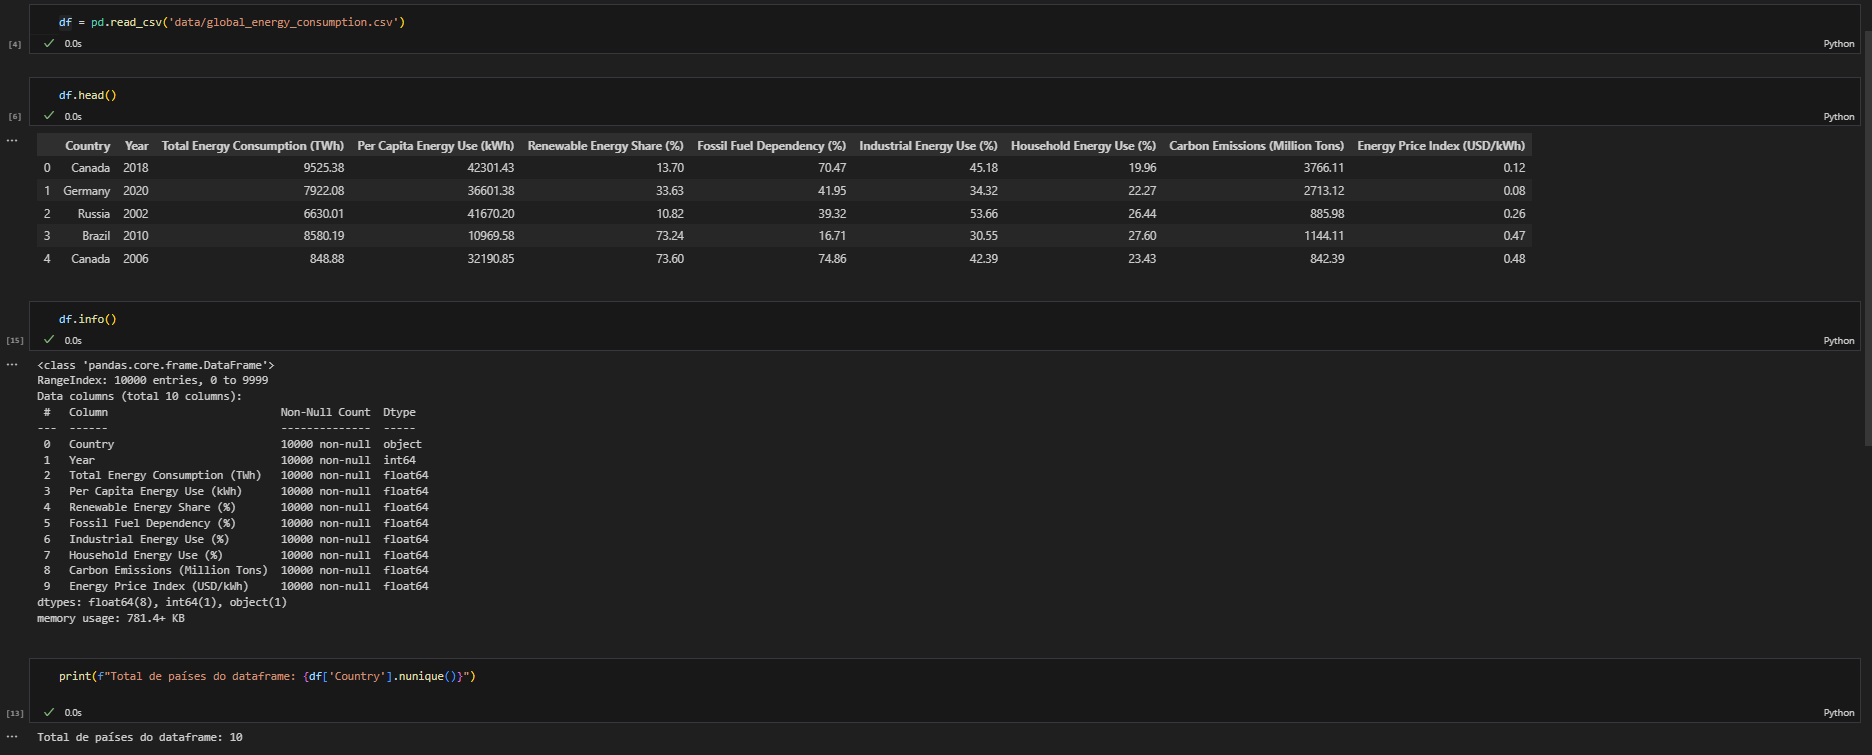 df = pd.read_csv('data/global_energy_consumption.csv')
[4] ✓ 0.0s Python
df.head()
[6] ✓ 0.0s Python
...
Country Year Total Energy Consumption (TWh) Per Capita Energy Use (kWh) Renewable Energy Share (%) Fossil Fuel Dependency (%) Industrial Energy Use (%) Household Energy Use (%) Carbon Emissions (Million Tons) Energy Price Index (USD/kWh)
0 Canada 2018 9525.38 42301.43 13.70 70.47 45.18 19.96 3766.11 0.12
1 Germany 2020 7922.08 36601.38 33.63 41.95 34.32 22.27 2713.12 0.08
2 Russia 2002 6630.01 41670.20 10.82 39.32 53.66 26.44 885.98 0.26
3 Brazil 2010 8580.19 10969.58 73.24 16.71 30.55 27.60 1144.11 0.47
4 Canada 2006 848.88 32190.85 73.60 74.86 42.39 23.43 842.39 0.48
df.info()
[15] ✓ 0.0s Python
...
<class 'pandas.core.frame.DataFrame'>
RangeIndex: 10000 entries, 0 to 9999
Data columns (total 10 columns):
# Column Non-Null Count Dtype
--- ------ -------------- -----
0 Country 10000 non-null object
1 Year 10000 non-null int64
2 Total Energy Consumption (TWh) 10000 non-null float64
3 Per Capita Energy Use (kWh) 10000 non-null float64
4 Renewable Energy Share (%) 10000 non-null float64
5 Fossil Fuel Dependency (%) 10000 non-null float64
6 Industrial Energy Use (%) 10000 non-null float64
7 Household Energy Use (%) 10000 non-null float64
8 Carbon Emissions (Million Tons) 10000 non-null float64
9 Energy Price Index (USD/kWh) 10000 non-null float64
dtypes: float64(8), int64(1), object(1)
memory usage: 781.4+ KB
print(f"Total de países do dataframe: {df['Country'].nunique()}")
[13] ✓ 0.0s Python
...
Total de países do dataframe: 10